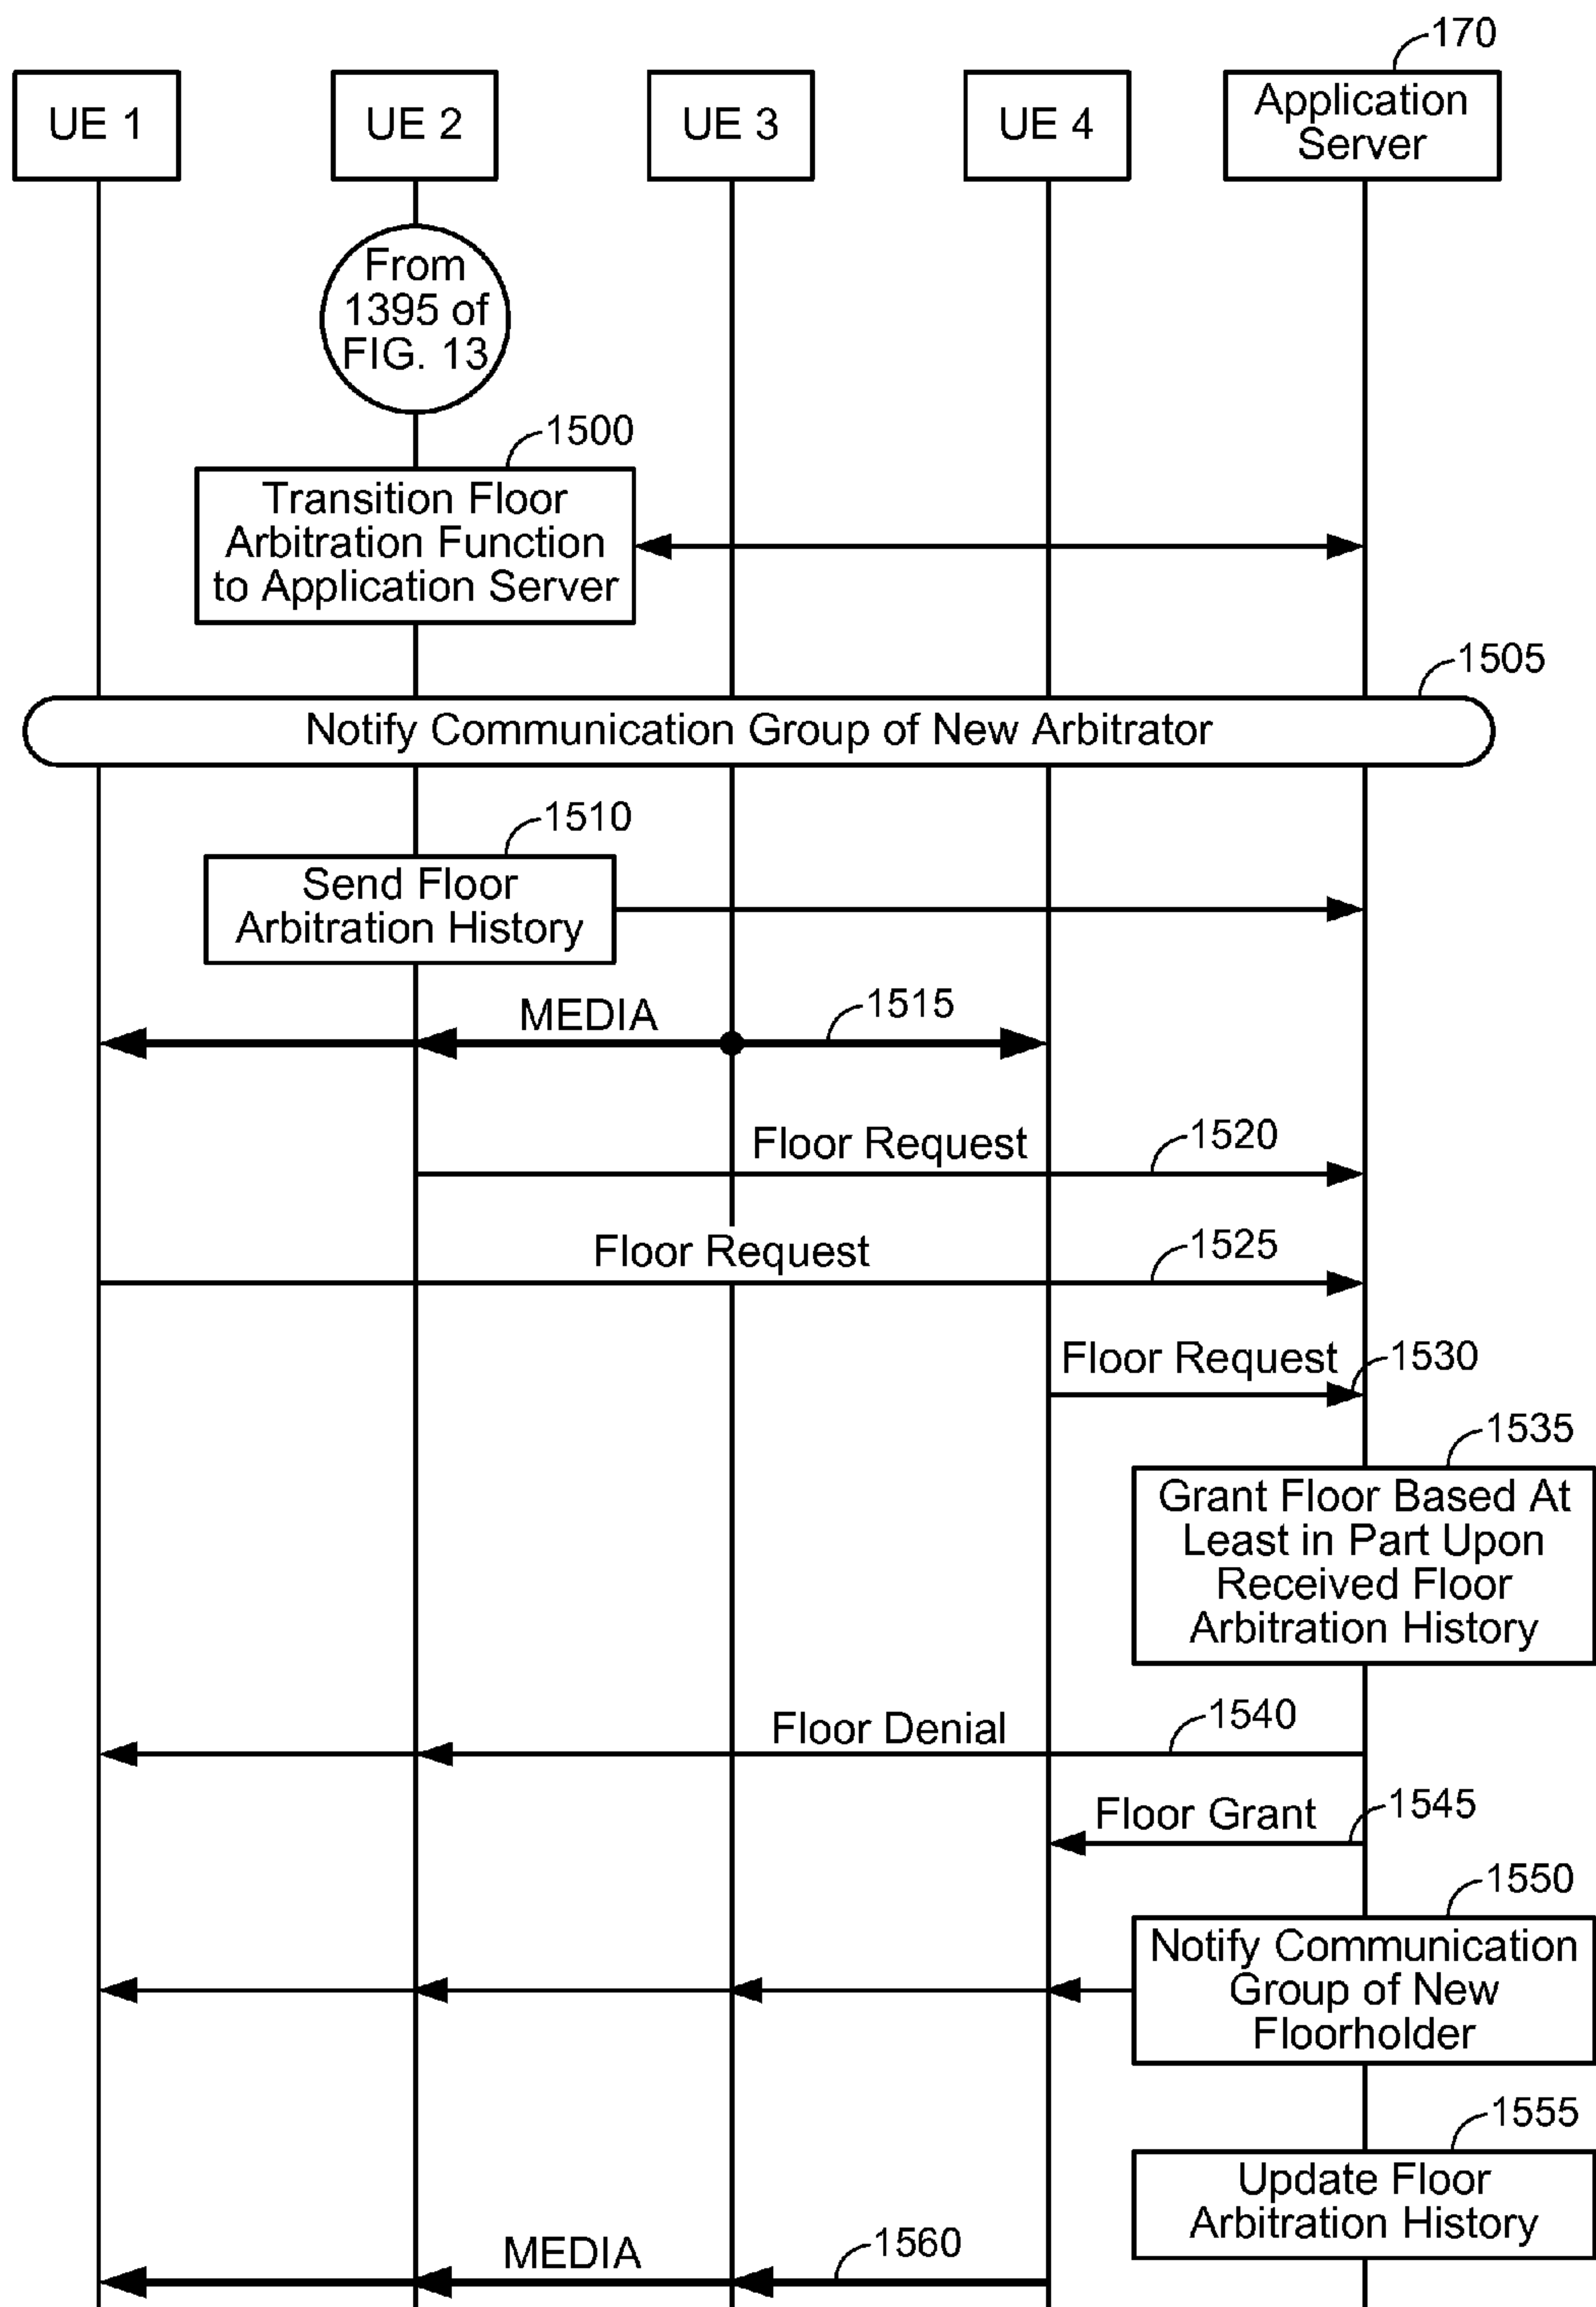 170
UE 1
UE 2
UE 3
UE 4
Application
Server
From
1395 of
FIG. 13
1500
Transition Floor
Arbitration Function
to Application Server
1505
Notify Communication Group of New Arbitrator
1510
Send Floor
Arbitration History
MEDIA
1515
Floor Request
1520
Floor Request
1525
Floor Request
1530
1535
Grant Floor Based At
Least in Part Upon
Received Floor
Arbitration History
Floor Denial
1540
Floor Grant
1545
1550
Notify Communication
Group of New
Floorholder
1555
Update Floor
Arbitration History
MEDIA
1560